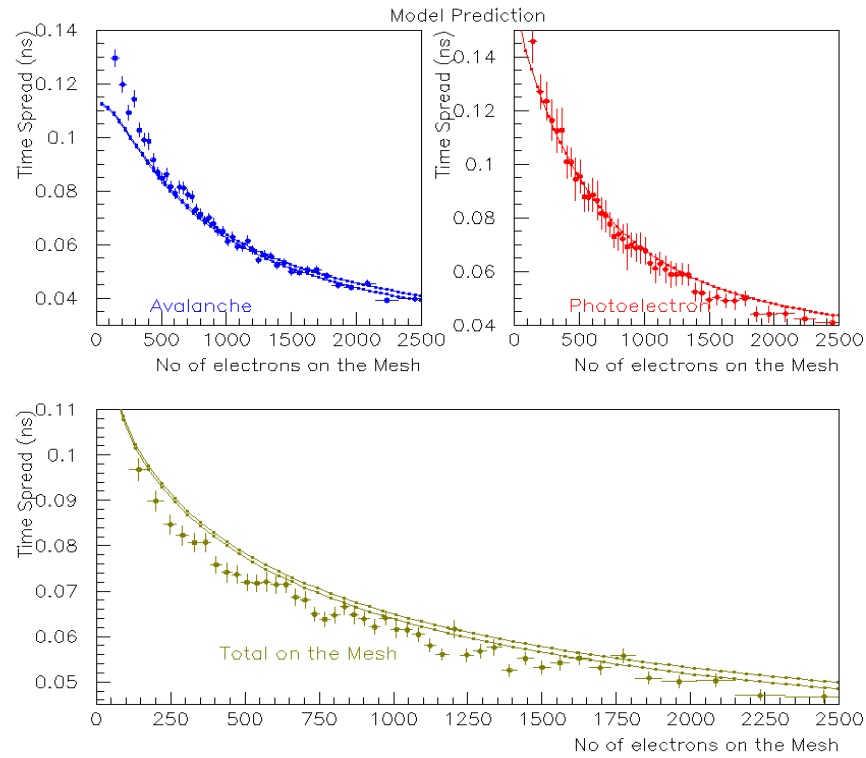 Model Prediction
Time Spread (ns)
0.14
0.12
0.1
0.08
0.06
0.04
Avalanche
0 500 1000 1500 2000 2500
No of electrons on the Mesh
Time Spread (ns)
0.14
0.12
0.1
0.08
0.06
0.04
Photoelectron
0 500 1000 1500 2000 2500
No of electrons on the Mesh
Time Spread (ns)
0.11
0.1
0.09
0.08
0.07
0.06
0.05
Total on the Mesh
0 250 500 750 1000 1250 1500 1750 2000 2250 2500
No of electrons on the Mesh